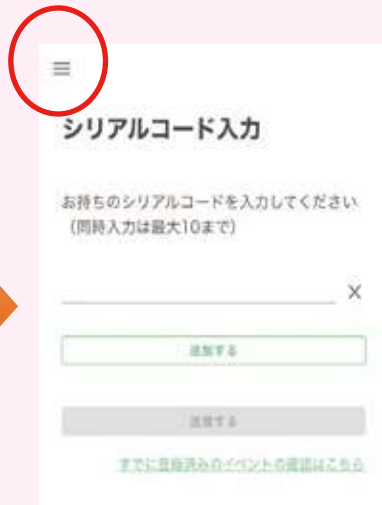 シリアルコード入力
お持ちのシリアルコードを入力してください
（同時入力は最大10まで）
×
追加する
送信する
すでに登録済みのイベントの確認はこちら